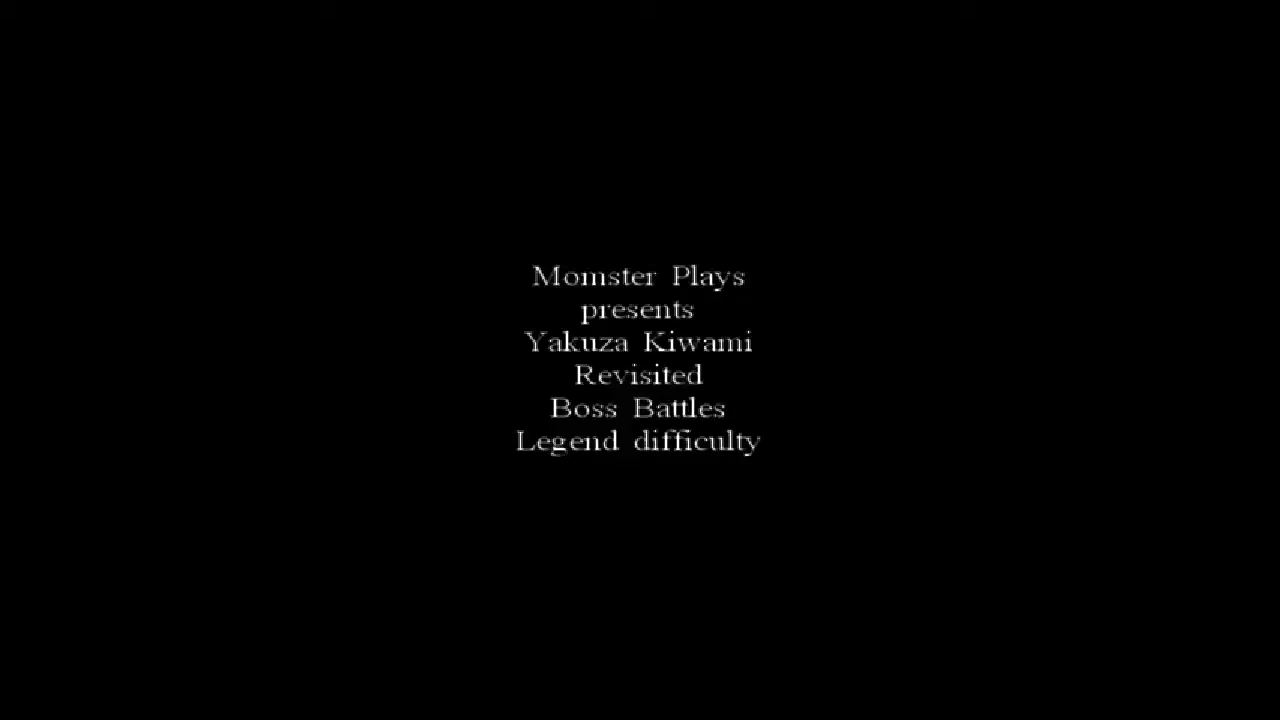 Momster Plays
presents
Yakuza Kiwami
Revisited
Boss Battles
Legend difficulty